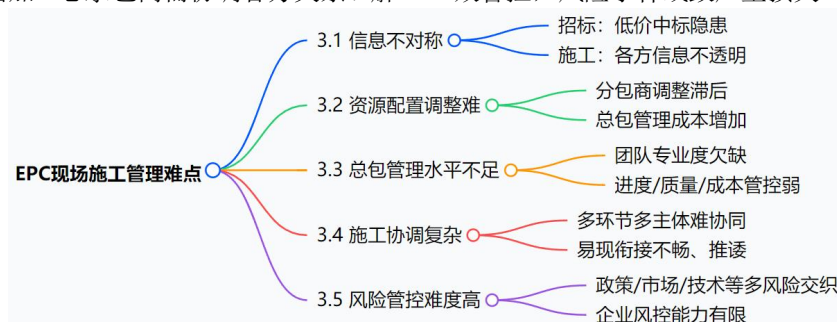 EPC现场施工管理难点
3.1 信息不对称
招标：低价中标隐患
施工：各方信息不透明
3.2 资源配置调整难
分包商调整滞后
总包管理成本增加
3.3 总包管理水平不足
团队专业度欠缺
进度/质量/成本管控弱
3.4 施工协调复杂
多环节多主体难协同
易现衔接不畅、推诿
3.5 风险管控难度高
政策/市场/技术等多风险交织
企业风控能力有限